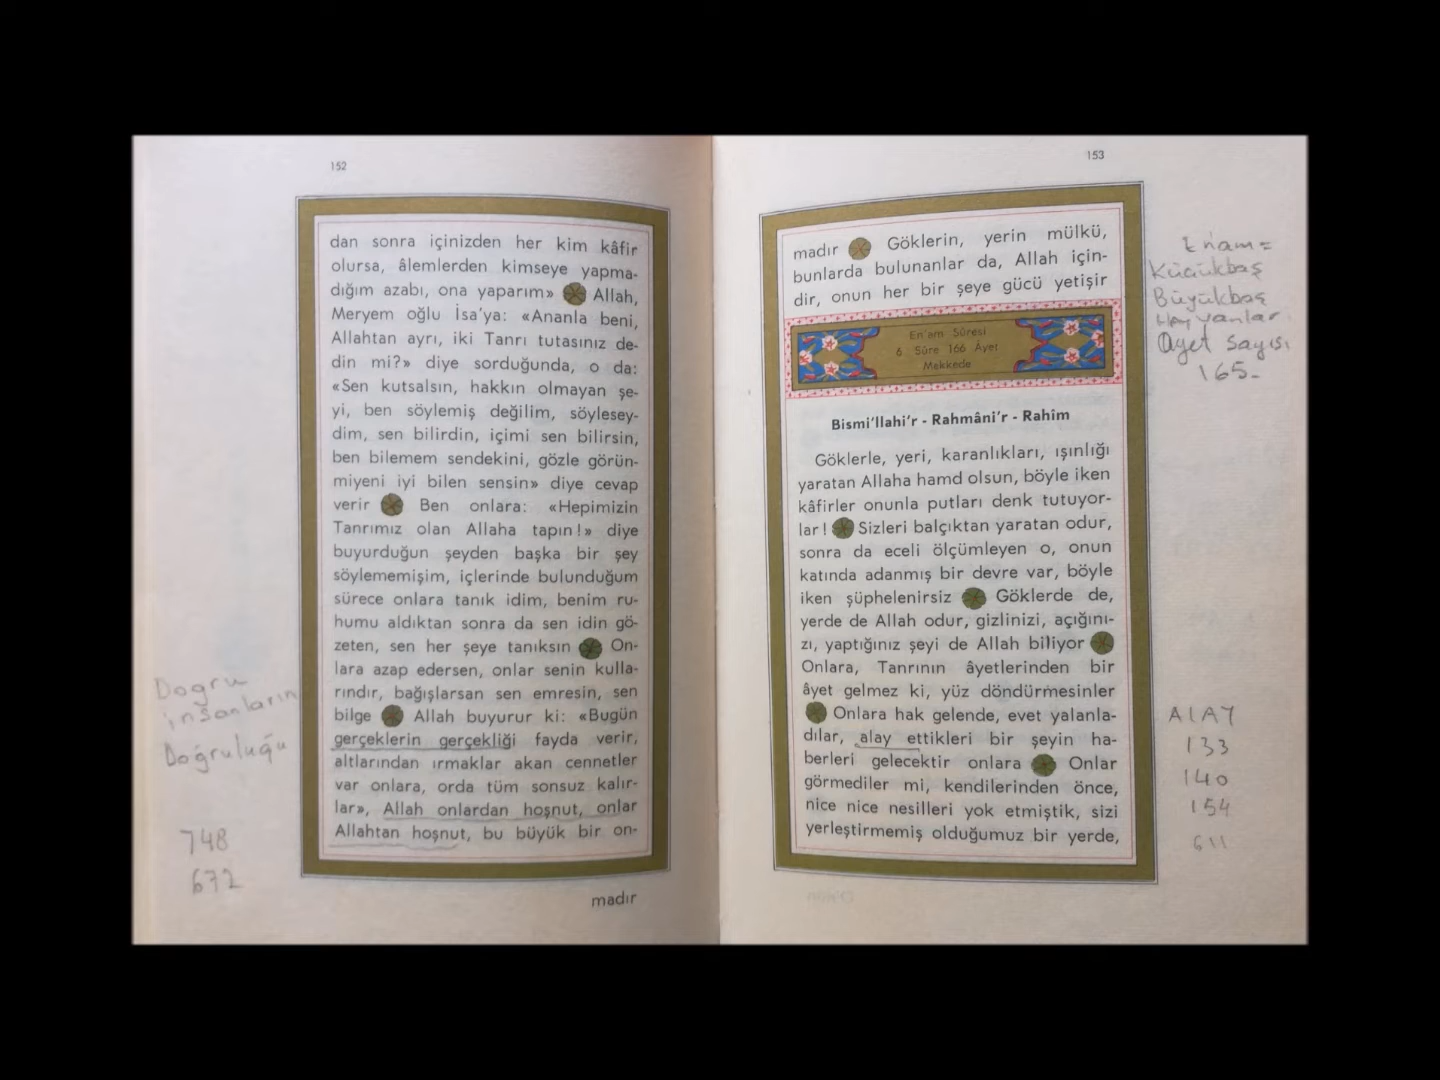 152
dan sonra içinizden her kim kâfir
olursa, âlemlerden kimseye yapma-
dığım azabı, ona yaparım» Allah,
Meryem oğlu İsa'ya: «Ananla beni,
Allahtan ayrı, iki Tanrı tutasınız de-
din mi?» diye sorduğunda, o da:
«Sen kutsalsın, hakkın olmayan şe-
yi, ben söylemiş değilim, söylesey-
dim, sen bilirdin, içimi sen bilirsin,
ben bilemem sendekini, gözle görün-
miyeni iyi bilen sensin» diye cevap
verir Ben onlara: «Hepimizin
Tanrımız olan Allaha tapın!» diye
buyurduğun şeyden başka bir şey
söylememişim, içlerinde bulunduğum
sürece onlara tanık idim, benim ru-
humu aldıktan sonra da sen idin gö-
zeten, sen her şeye tanıksın On-
lara azap edersen, onlar senin kulla-
rındır, bağışlarsan sen emresin, sen
bilge Allah buyurur ki: «Bugün
gerçeklerin gerçekliği fayda verir,
altlarından ırmaklar akan cennetler
var onlara, orda tüm sonsuz kalır-
lar», Allah onlardan hoşnut, onlar
Allahtan hoşnut, bu büyük bir on-
madır
Doğru
insanların
Doğruluğu
748
672
153
madır Göklerin, yerin mülkü,
bunlarda bulunanlar da, Allah için-
dir, onun her bir şeye gücü yetişir
En'am Sûresi
6 Sûre 166 Âyet
Mekkede
Bismi'llahi'r - Rahmâni'r - Rahîm
Göklerle, yeri, karanlıkları, ışınlığı
yaratan Allaha hamd olsun, böyle iken
kâfirler onunla putları denk tutuyor-
lar! Sizleri balçıktan yaratan odur,
sonra da eceli ölçümleyen o, onun
katında adanmış bir devre var, böyle
iken şüphelenirsiz Göklerde de,
yerde de Allah odur, gizlinizi, açığını-
zı, yaptığınız şeyi de Allah biliyor
Onlara, Tanrının âyetlerinden bir
âyet gelmez ki, yüz döndürmesinler
Onlara hak gelende, evet yalanla-
dılar, alay ettikleri bir şeyin ha-
berleri gelecektir onlara Onlar
görmediler mi, kendilerinden önce,
nice nice nesilleri yok etmiştik, sizi
yerleştirmemiş olduğumuz bir yerde,
En'am =
Küçükbaş
Büyükbaş
Hayvanlar
Ayet sayısı
165-
ALAY
133
140
154
611